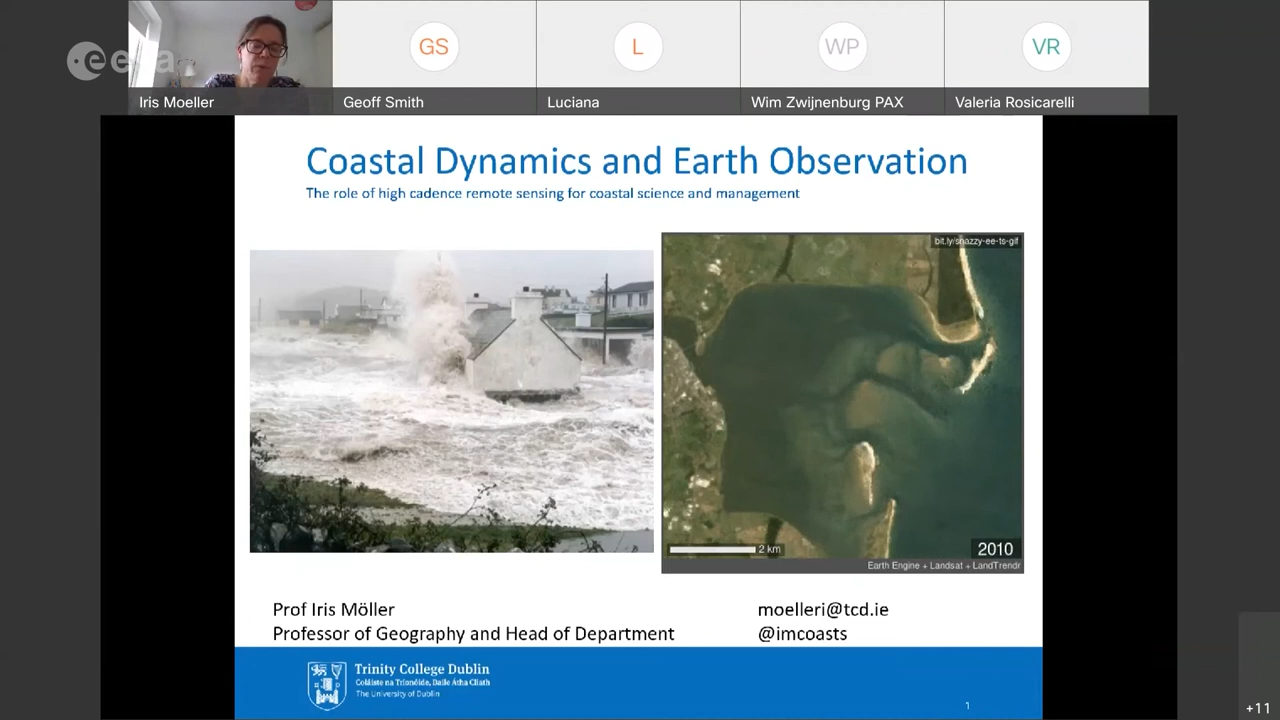 esa
GS
L
WP
VR
Iris Moeller
Geoff Smith
Luciana
Wim Zwijnenburg PAX
Valeria Rosicarelli
Coastal Dynamics and Earth Observation
The role of high cadence remote sensing for coastal science and management
bit.ly/snazzy-ee-ts-gif
2 km
2010
Earth Engine + Landsat + LandTrendr
Prof Iris Möller
Professor of Geography and Head of Department
moelleri@tcd.ie
@imcoasts
Trinity College Dublin
Coláiste na Tríonóide, Baile Átha Cliath
The University of Dublin
1
+11